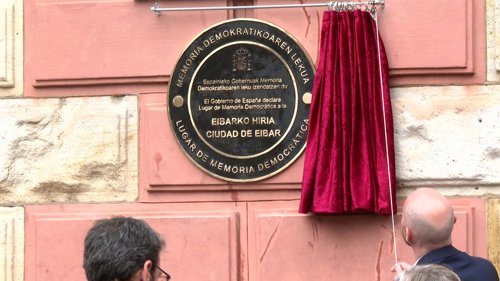 MEMORIA DEMOKRATIKOAREN LEKUA
Espainiako Gobernuak Memoria
Demokratikoaren leku izendatzen du
El Gobierno de España declara
Lugar de Memoria Democrática a la
EIBARKO HIRIA
CIUDAD DE EIBAR
LUGAR DE MEMORIA DEMOCRÁTICA